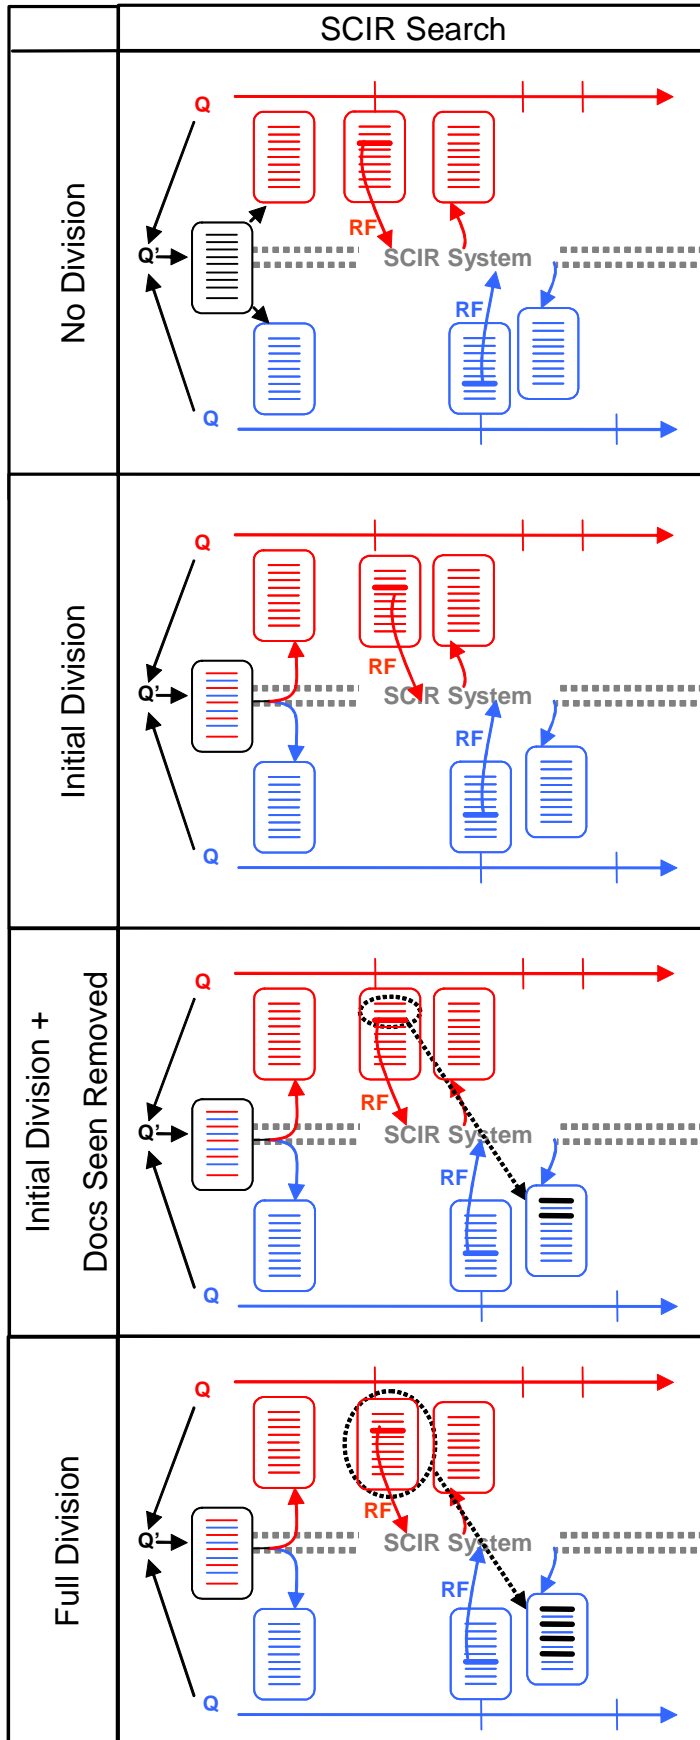 SCIR Search
No Division
Q
RF
Q’
SCIR System
RF
Q
Initial Division
Q
RF
Q’
SCIR System
RF
Q
Initial Division +
Docs Seen Removed
Q
RF
Q’
SCIR System
RF
Q
Full Division
Q
RF
Q’
SCIR System
RF
Q